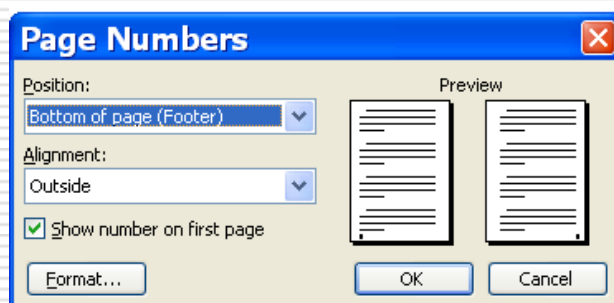 Page Numbers
Position:
Preview
Bottom of page (Footer)
Alignment:
Outside
Show number on first page
Format...
OK
Cancel